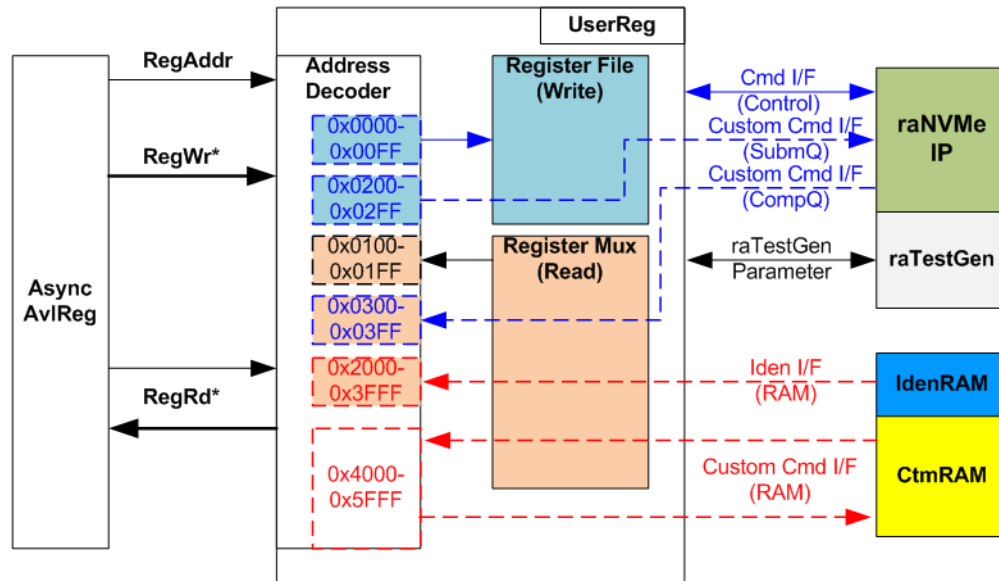 UserReg
RegAddr
RegWr*
Async
AvlReg
RegRd*
Address
Decoder
0x0000-
0x00FF
0x0200-
0x02FF
0x0100-
0x01FF
0x0300-
0x03FF
0x2000-
0x3FFF
0x4000-
0x5FFF
Register File
(Write)
Register Mux
(Read)
Cmd I/F
(Control)
Custom Cmd I/F
(SubmQ)
Custom Cmd I/F
(CompQ)
raTestGen
Parameter
Iden I/F
(RAM)
Custom Cmd I/F
(RAM)
raNVMe
IP
raTestGen
IdenRAM
CtmRAM